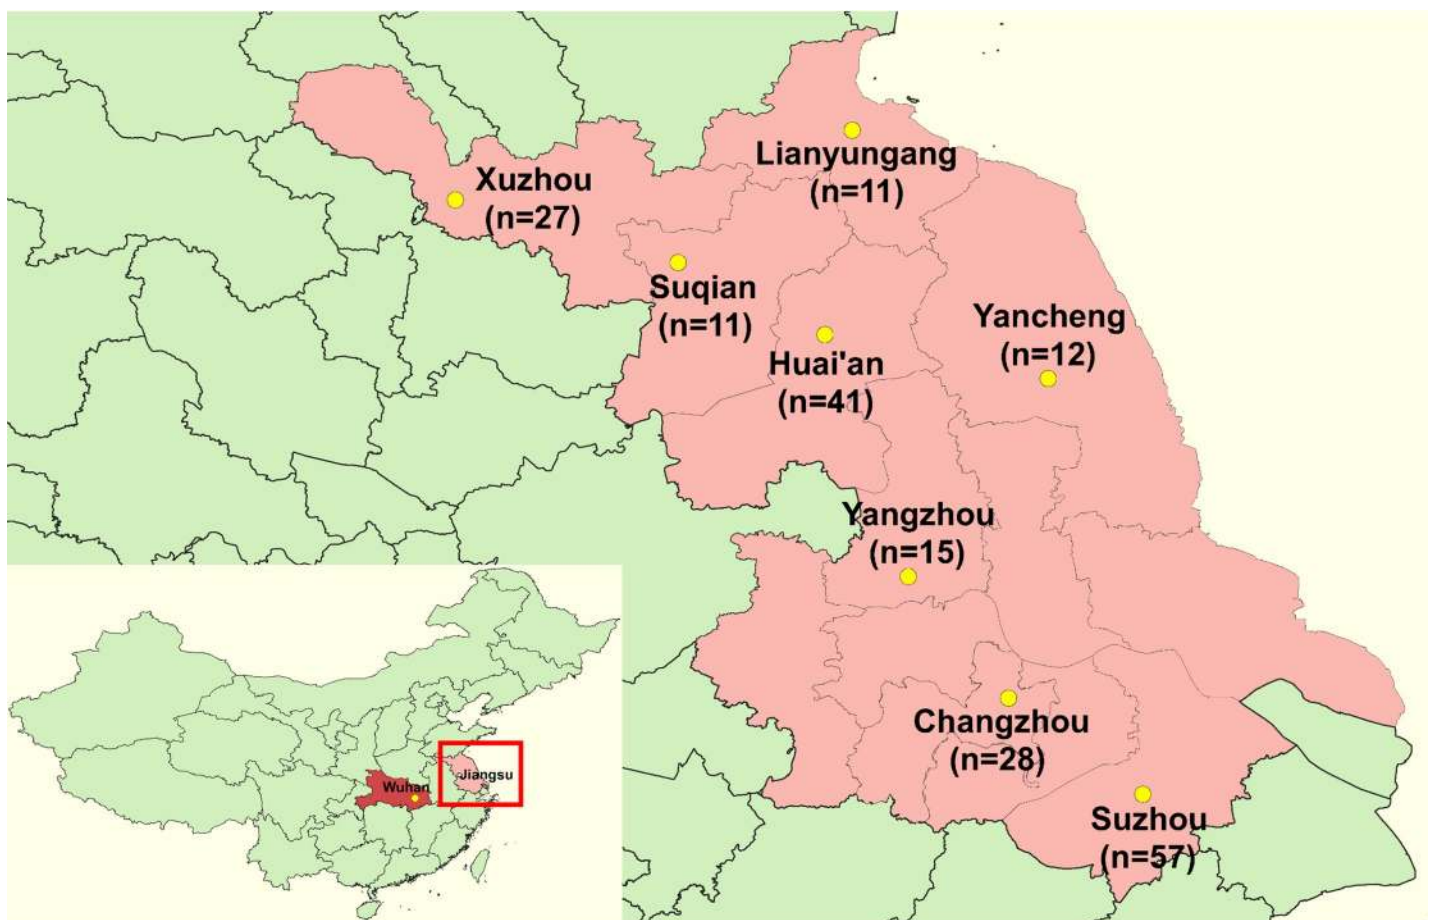 Lianyungang
(n=11)
Xuzhou
(n=27)
Suqian
(n=11)
Yancheng
(n=12)
Huai'an
(n=41)
Yangzhou
(n=15)
Changzhou
(n=28)
Suzhou
(n=57)
Jiangsu
Wuhan